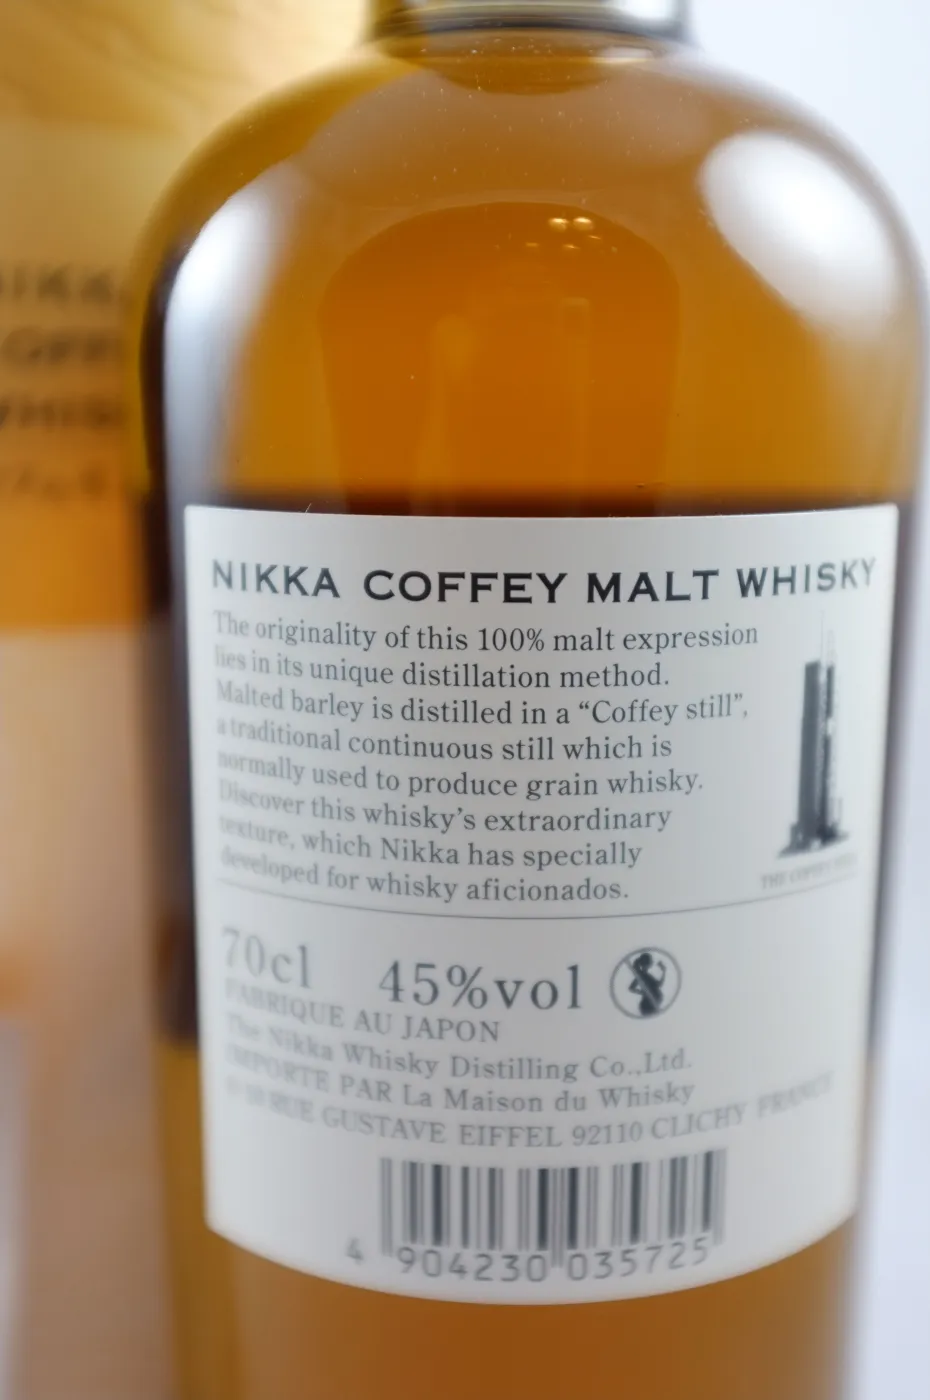 NIKKA COFFEY MALT WHISKY
The originality of this 100% malt expression
lies in its unique distillation method.
Malted barley is distilled in a “Coffey still”,
a traditional continuous still which is
normally used to produce grain whisky.
Discover this whisky’s extraordinary
texture, which Nikka has specially
developed for whisky aficionados.
THE COFFEY STILL
70cl 45%vol
FABRIQUE AU JAPON
The Nikka Whisky Distilling Co.,Ltd.
IMPORTE PAR La Maison du Whisky
RUE GUSTAVE EIFFEL 92110 CLICHY FRANCE
4 904230 035725